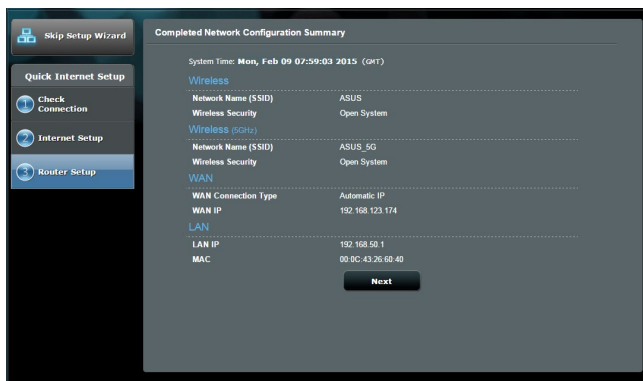 Skip Setup Wizard
Quick Internet Setup
1 Check Connection
2 Internet Setup
3 Router Setup
Completed Network Configuration Summary
System Time: Mon, Feb 09 07:59:03 2015 (GMT)
Wireless
Network Name (SSID) ASUS
Wireless Security Open System
Wireless (5GHz)
Network Name (SSID) ASUS_5G
Wireless Security Open System
WAN
WAN Connection Type Automatic IP
WAN IP 192.168.123.174
LAN
LAN IP 192.168.50.1
MAC 00:0C:43:26:60:40
Next